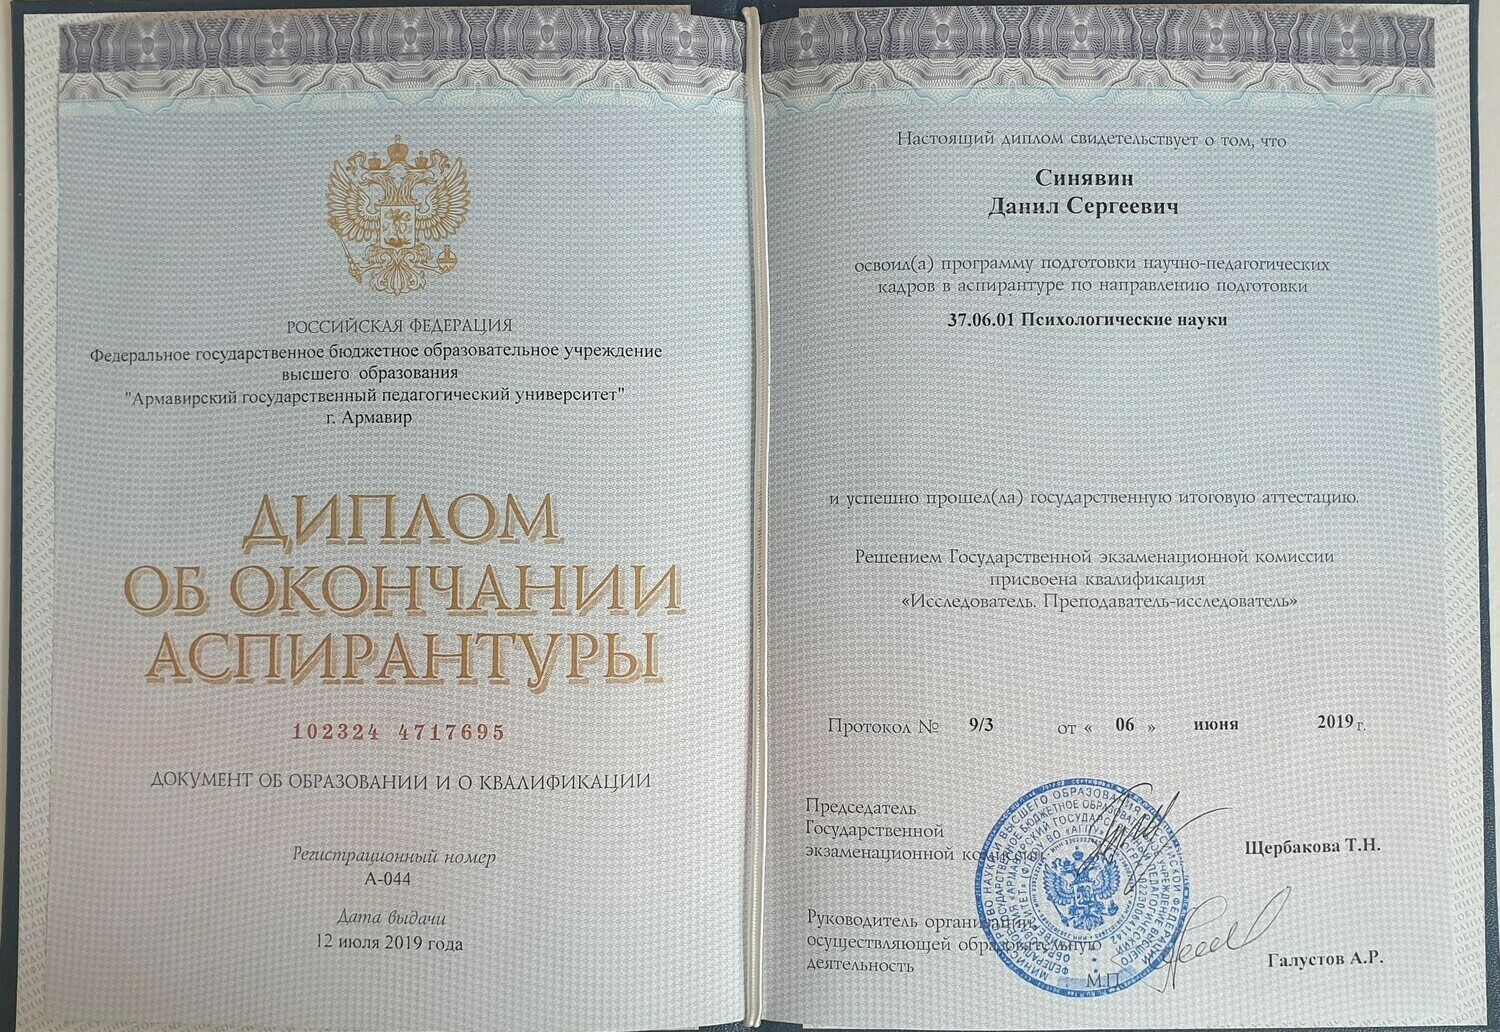 РОССИЙСКАЯ ФЕДЕРАЦИЯ
Федеральное государственное бюджетное образовательное учреждение
высшего образования
"Армавирский государственный педагогический университет"
г. Армавир
ДИПЛОМ
ОБ ОКОНЧАНИИ
АСПИРАНТУРЫ
102324 4717695
ДОКУМЕНТ ОБ ОБРАЗОВАНИИ И О КВАЛИФИКАЦИИ
Регистрационный номер
А-044
Дата выдачи
12 июля 2019 года
Настоящий диплом свидетельствует о том, что
Синявин
Данил Сергеевич
освоил(а) программу подготовки научно-педагогических
кадров в аспирантуре по направлению подготовки
37.06.01 Психологические науки
и успешно прошел(ла) государственную итоговую аттестацию.
Решением Государственной экзаменационной комиссии
присвоена квалификация
«Исследователь. Преподаватель-исследователь»
Протокол № 9/3 от « 06 » июня 2019 г.
Председатель
Государственной
экзаменационной комиссии
Щербакова Т.Н.
Руководитель организации,
осуществляющей образовательную
деятельность
Галустов А.Р.
М.П.